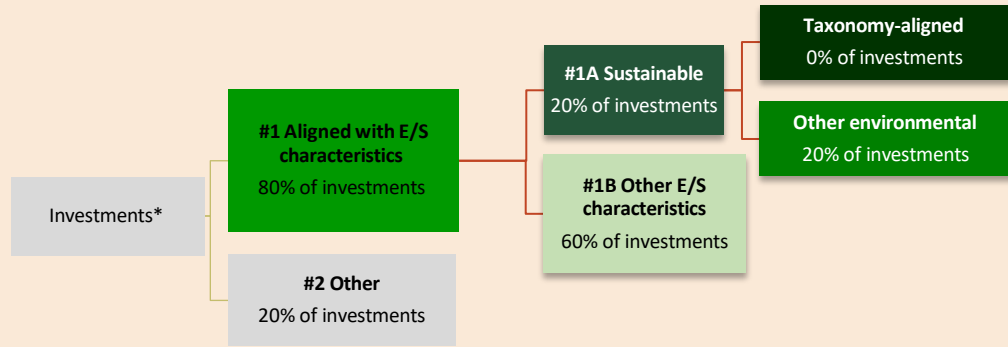 Investments*
#1 Aligned with E/S
characteristics
80% of investments
#2 Other
20% of investments
#1A Sustainable
20% of investments
#1B Other E/S
characteristics
60% of investments
Taxonomy-aligned
0% of investments
Other environmental
20% of investments